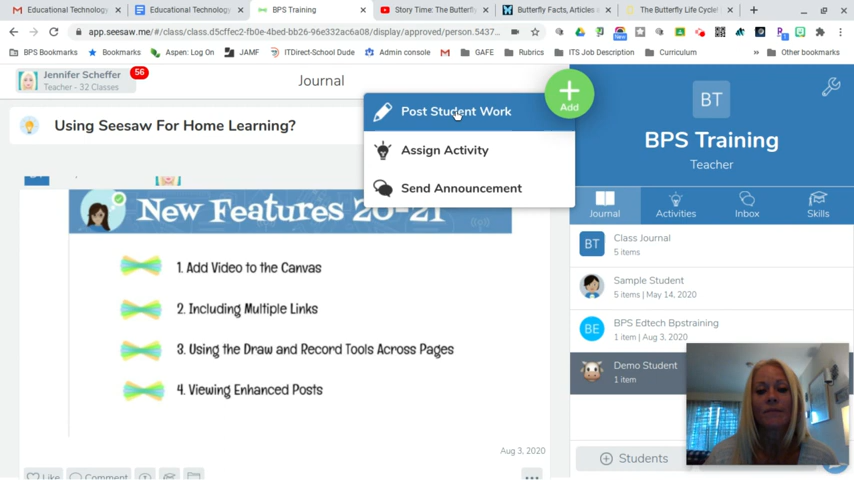 Educational Technology
Educational Technology
BPS Training
Story Time: The Butterfly
Butterfly Facts, Articles
The Butterfly Life Cycle!
app.seesaw.me/#/class/class.d5cffec2-fb0e-4bed-bb26-96e332ac6a08/display/approved/person.5437...
New
BPS Bookmarks
Bookmarks
Aspen: Log On
JAMF
ITDirect-School Dude
Admin console
GAFE
Rubrics
ITS Job Description
Curriculum
Other bookmarks
Jennifer Scheffer
56
Teacher - 32 Classes
Journal
Add
Using Seesaw For Home Learning?
Post Student Work
Assign Activity
Send Announcement
New Features 20-21
1. Add Video to the Canvas
2. Including Multiple Links
3. Using the Draw and Record Tools Across Pages
4. Viewing Enhanced Posts
Aug 3, 2020
Like
Comment
BT
BPS Training
Teacher
Journal
Activities
Inbox
Skills
BT
Class Journal
5 items
Sample Student
5 items | May 14, 2020
BE
BPS Edtech Bpstraining
1 item | Aug 3, 2020
Demo Student
1 item
Students